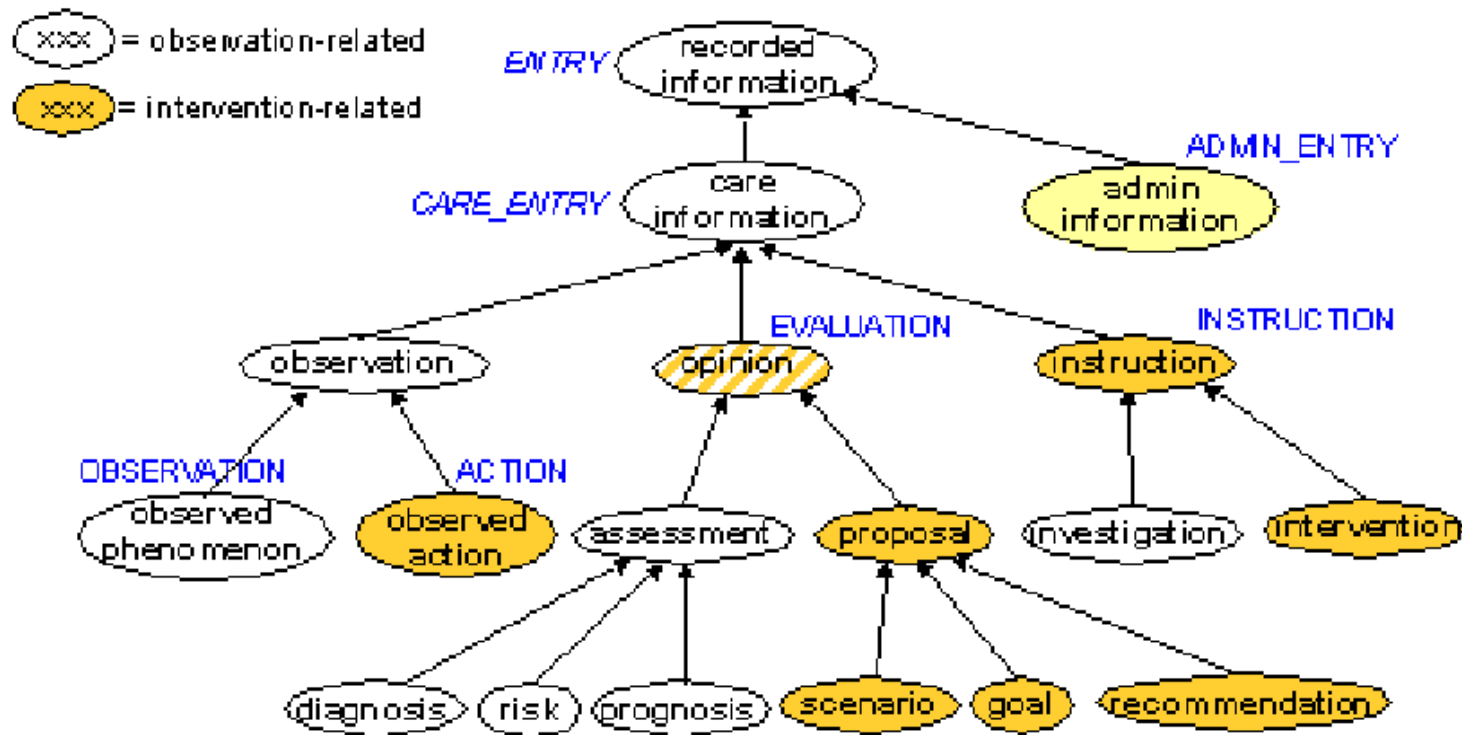 xxx = observation-related
xxx = intervention-related
ENTRY
recorded
information
ADMIN_ENTRY
admin
information
CARE_ENTRY
care
information
EVALUATION
INSTRUCTION
observation
opinion
instruction
OBSERVATION
ACTION
observed
phenomenon
observed
action
assessment
proposal
investigation
intervention
diagnosis
risk
prognosis
scenario
goal
recommendation